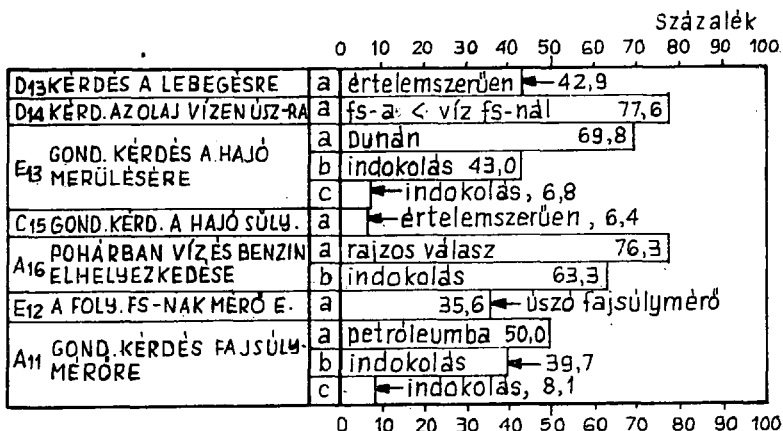 Százalék
0 10 20 30 40 50 60 70 80 90 100
D13 KÉRDÉS A LEBEGÉSRE a értelemszerűen 42,9
D14 KÉRD. AZ OLAJ VÍZEN ÚSZ-RA a fs-a < víz fs-nál 77,6
E13 GOND. KÉRDÉS A HAJÓ MERÜLÉSÉRE a Dunán 69,8
b indokolás 43,0
c indokolás, 6,8
C15 GOND. KÉRD. A HAJÓ SÚLY. a értelemszerűen, 6,4
A16 POHÁRBAN VÍZ ÉS BENZIN ELHELYEZKEDÉSE a rajzos válasz 76,3
b indokolás 63,3
E12 A FOLY. FS-NAK MÉRŐ E. a 35,6 úszó fajsúlymérő
A11 GOND. KÉRDÉS FAJSÚLY-MÉRŐRE a petróleumba 50,0
b indokolás 39,7
c indokolás, 8,1
0 10 20 30 40 50 60 70 80 90 100